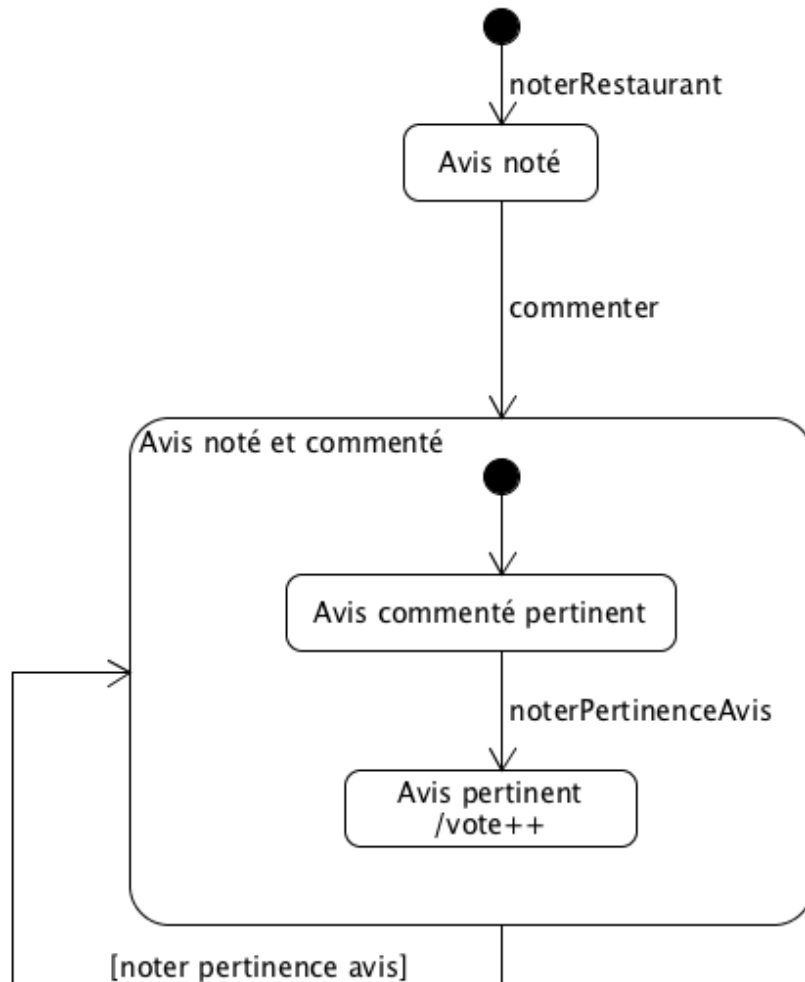 noterRestaurant
Avis noté
commenter
Avis noté et commenté
Avis commenté pertinent
noterPertinenceAvis
Avis pertinent
/vote++
[noter pertinence avis]